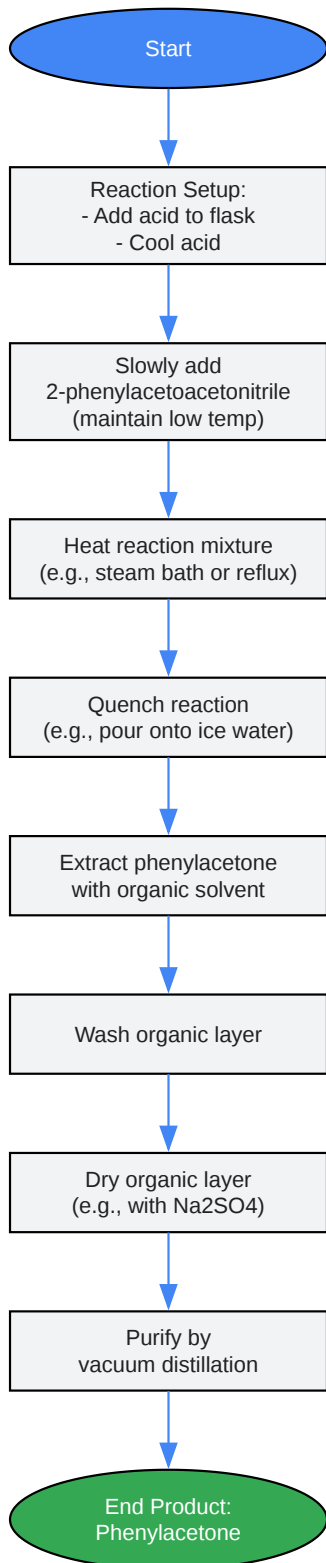 Start
Reaction Setup:
- Add acid to flask
- Cool acid
Slowly add
2-phenylacetoacetonitrile
(maintain low temp)
Heat reaction mixture
(e.g., steam bath or reflux)
Quench reaction
(e.g., pour onto ice water)
Extract phenylacetone
with organic solvent
Wash organic layer
Dry organic layer
(e.g., with Na2SO4)
Purify by
vacuum distillation
End Product:
Phenylacetone